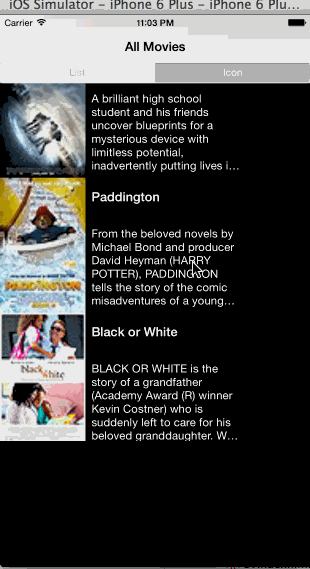 iOS Simulator - iPhone 6 Plus - iPhone 6 Plu...
Carrier 11:03 PM
All Movies
List Icon
A brilliant high school
student and his friends
uncover blueprints for a
mysterious device with
limitless potential,
inadvertently putting lives i...
Paddington
From the beloved novels by
Michael Bond and producer
David Heyman (HARRY
POTTER), PADDINGTON
tells the story of the comic
misadventures of a young...
PADDINGTON
Black or White
BLACK OR WHITE is the
story of a grandfather
(Academy Award (R) winner
Kevin Costner) who is
suddenly left to care for his
beloved granddaughter. W...
black or white